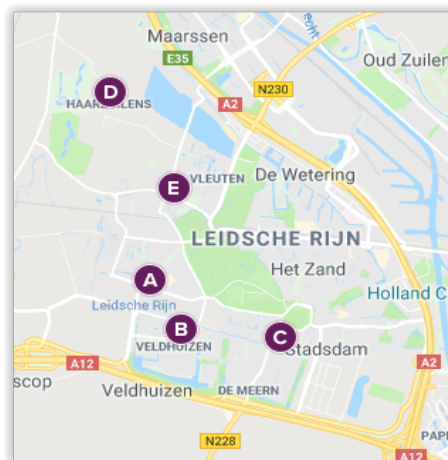 Maarssen
E35
Oud Zuilen
N230
A2
D
HAARZUILENS
E
VLEUTEN
De Wetering
LEIDSCHE RIJN
Het Zand
A
Leidsche Rijn
Holland C
B
VELDHUIZEN
C
Stadsdam
A12
A2
scop
Veldhuizen
DE MEERN
N228
PAP
A12